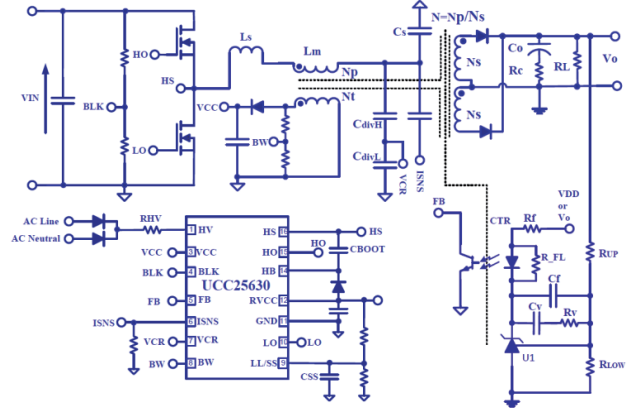 N=Np/Ns
Cs
Ls
Lm
Np
HO
HS
VIN
BLK
LO
VCC
Nt
BW
CdivH
CdivL
VCR
ISNS
Ns
Ns
Co
Rc
RL
Vo
FB
CTR
Rf
VDD
or
Vo
R_FL
RUP
Cf
Cv
Rv
U1
RLOW
AC Line
AC Neutral
RHV
VCC
BLK
FB
ISNS
VCR
BW
UCC25630
1 HV
3 VCC
4 BLK
5 FB
6 ISNS
7 VCR
8 BW
HS 16
HO 15
HB 14
RVCC 12
GND 11
LO 10
LL/SS 9
HS
HO
CBOOT
LO
CSS